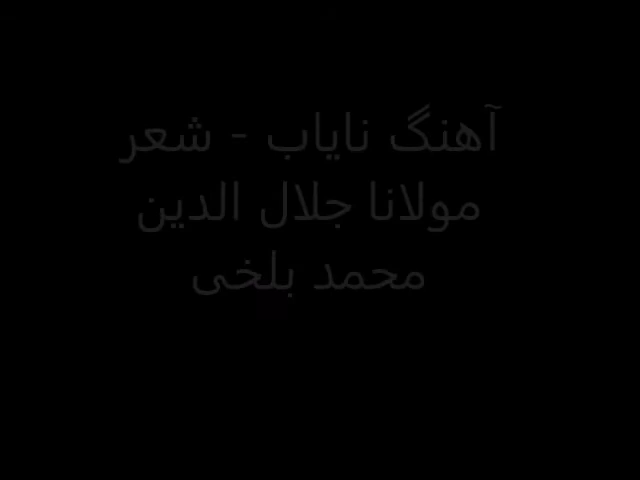 آهنگ نایاب - شعر
مولانا جلال الدین
محمد بلخی